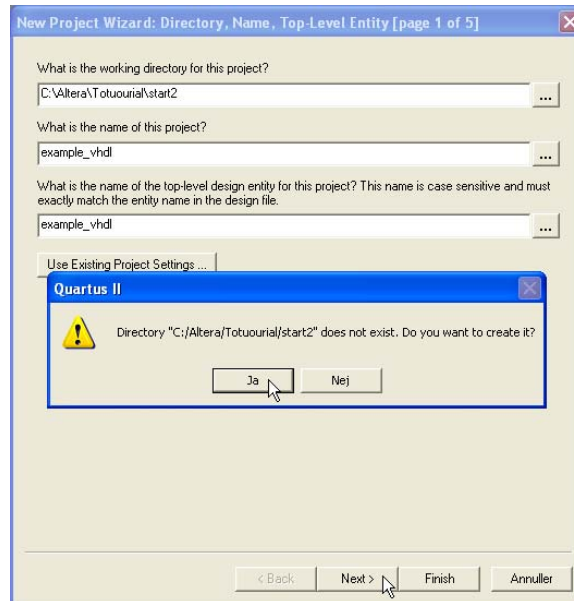 New Project Wizard: Directory, Name, Top-Level Entity [page 1 of 5]
What is the working directory for this project?
C:\Altera\Totuourial\start2
...
What is the name of this project?
example_vhdl
...
What is the name of the top-level design entity for this project? This name is case sensitive and must
exactly match the entity name in the design file.
example_vhdl
...
Use Existing Project Settings ...
Quartus II
Directory "C:/Altera/Totuourial/start2" does not exist. Do you want to create it?
Ja
Nej
< Back
Next >
Finish
Annuller